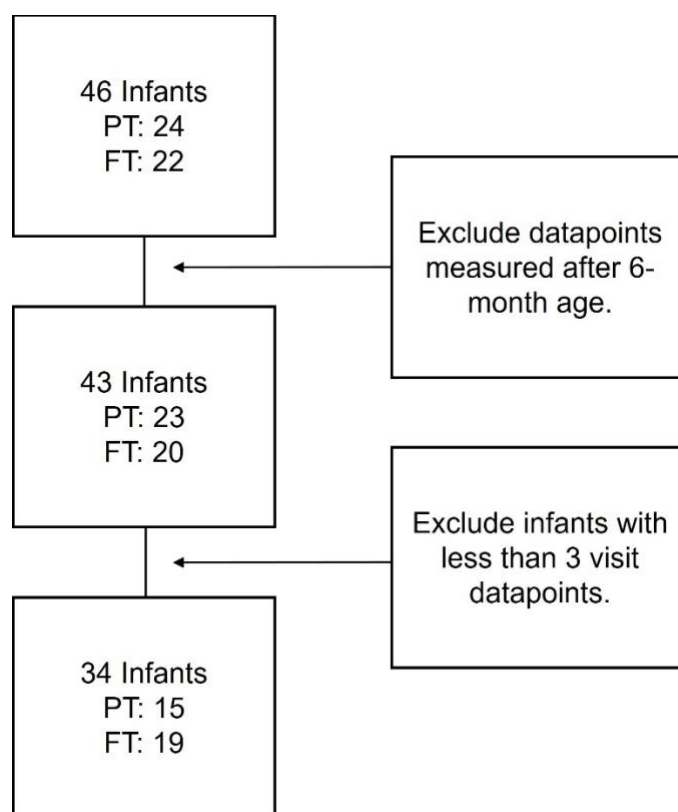 46 Infants
PT: 24
FT: 22
Exclude datapoints
measured after 6-
month age.
43 Infants
PT: 23
FT: 20
Exclude infants with
less than 3 visit
datapoints.
34 Infants
PT: 15
FT: 19